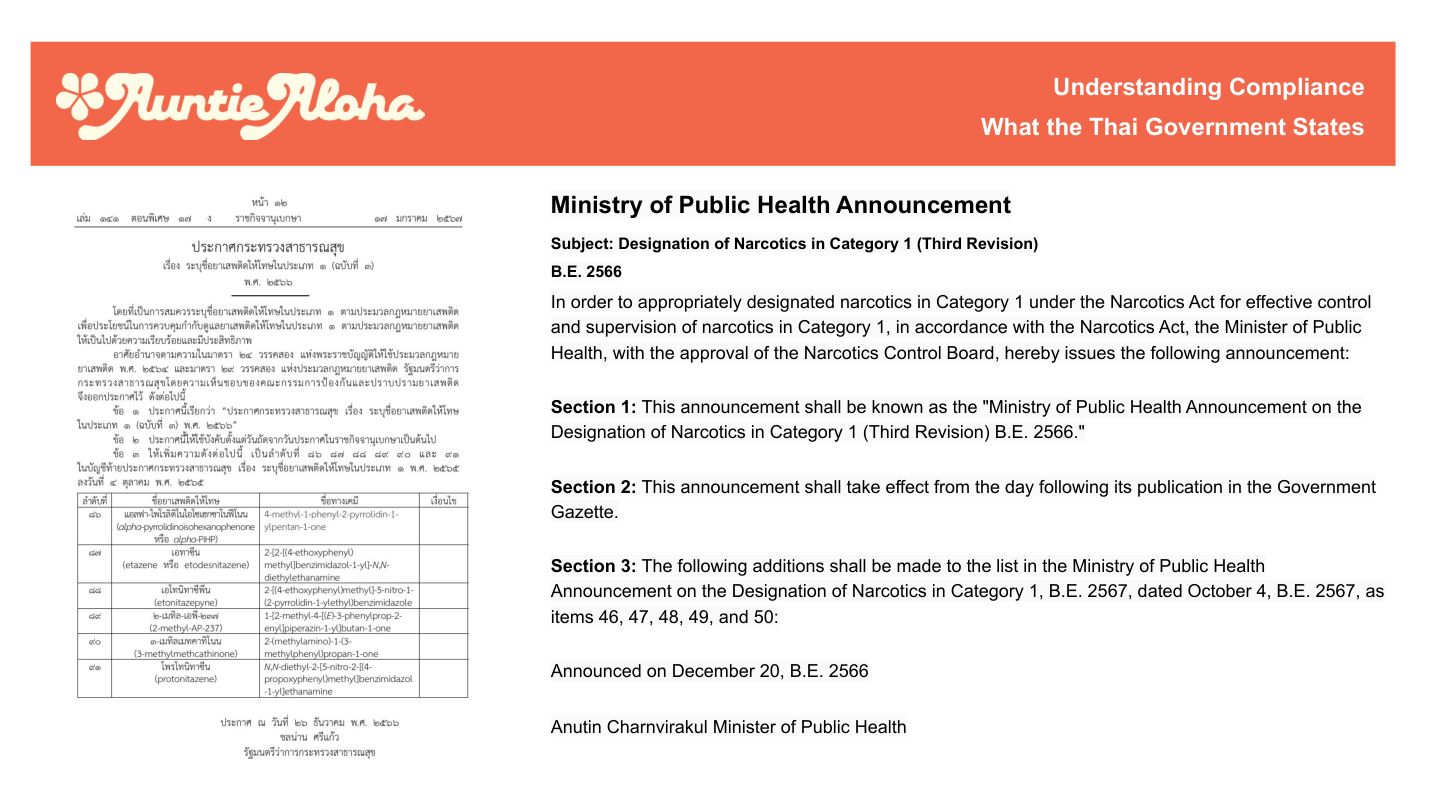 Auntie Aloha
Understanding Compliance
What the Thai Government States
หน้า ๑๒
เล่ม ๑๔๑ ตอนพิเศษ ๑๗ ง ราชกิจจานุเบกษา ๑๗ มกราคม ๒๕๖๗
ประกาศกระทรวงสาธารณสุข
เรื่อง ระบุชื่อยาเสพติดให้โทษในประเภท ๑ (ฉบับที่ ๓)
พ.ศ. ๒๕๖๖
โดยที่เป็นการสมควรระบุชื่อยาเสพติดให้โทษในประเภท ๑ ตามประมวลกฎหมายยาเสพติด
เพื่อประโยชน์ในการควบคุมกำกับดูแลยาเสพติดให้โทษในประเภท ๑ ตามประมวลกฎหมายยาเสพติด
ให้เป็นไปด้วยความเรียบร้อยและมีประสิทธิภาพ
อาศัยอำนาจตามความในมาตรา ๒๔ วรรคสอง แห่งพระราชบัญญัติให้ใช้ประมวลกฎหมาย
ยาเสพติด พ.ศ. ๒๕๖๔ และมาตรา ๒๙ วรรคสอง แห่งประมวลกฎหมายยาเสพติด รัฐมนตรีว่าการ
กระทรวงสาธารณสุขโดยความเห็นชอบของคณะกรรมการป้องกันและปราบปรามยาเสพติด
จึงออกประกาศไว้ ดังต่อไปนี้
ข้อ ๑ ประกาศนี้เรียกว่า “ประกาศกระทรวงสาธารณสุข เรื่อง ระบุชื่อยาเสพติดให้โทษ
ในประเภท ๑ (ฉบับที่ ๓) พ.ศ. ๒๕๖๖”
ข้อ ๒ ประกาศนี้ให้ใช้บังคับตั้งแต่วันถัดจากวันประกาศในราชกิจจานุเบกษาเป็นต้นไป
ข้อ ๓ ให้เพิ่มความดังต่อไปนี้ เป็นลำดับที่ ๘๖ ๘๗ ๘๘ ๘๙ ๙๐ และ ๙๑
ในบัญชีท้ายประกาศกระทรวงสาธารณสุข เรื่อง ระบุชื่อยาเสพติดให้โทษในประเภท ๑ พ.ศ. ๒๕๖๕
ลงวันที่ ๔ ตุลาคม พ.ศ. ๒๕๖๕
ลำดับที่ ชื่อยาเสพติดให้โทษ ชื่อทางเคมี เงื่อนไข
๘๖ แอลฟา-ไพโรลิดิโนไอโซเฮกซาโนฟีโนน 4-methyl-1-phenyl-2-pyrrolidin-1-
(alpha-pyrrolidinoisohexanophenone ylpentan-1-one
หรือ alpha-PiHP)
๘๗ เอทาซีน 2-[2-[(4-ethoxyphenyl)
(etazene หรือ etodesnitazene) methyl]benzimidazol-1-yl]-N,N-
diethylethanamine
๘๘ เอโทนิทาซีพีน 2-[(4-ethoxyphenyl)methyl]-5-nitro-1-
(etonitazepyne) (2-pyrrolidin-1-ylethyl)benzimidazole
๘๙ ๒-เมทิล-เอพี-๒๓๗ 1-[2-methyl-4-[(E)-3-phenylprop-2-
(2-methyl-AP-237) enyl]piperazin-1-yl]butan-1-one
๙๐ ๓-เมทิลเมทคาทิโนน 2-(methylamino)-1-(3-
(3-methylmethcathinone) methylphenyl)propan-1-one
๙๑ โพรโทนิทาซีน N,N-diethyl-2-[5-nitro-2-[(4-
(protonitazene) propoxyphenyl)methyl]benzimidazol
-1-yl]ethanamine
ประกาศ ณ วันที่ ๒๖ ธันวาคม พ.ศ. ๒๕๖๖
ชลน่าน ศรีแก้ว
รัฐมนตรีว่าการกระทรวงสาธารณสุข
Ministry of Public Health Announcement
Subject: Designation of Narcotics in Category 1 (Third Revision)
B.E. 2566
In order to appropriately designated narcotics in Category 1 under the Narcotics Act for effective control
and supervision of narcotics in Category 1, in accordance with the Narcotics Act, the Minister of Public
Health, with the approval of the Narcotics Control Board, hereby issues the following announcement:
Section 1: This announcement shall be known as the "Ministry of Public Health Announcement on the
Designation of Narcotics in Category 1 (Third Revision) B.E. 2566."
Section 2: This announcement shall take effect from the day following its publication in the Government
Gazette.
Section 3: The following additions shall be made to the list in the Ministry of Public Health
Announcement on the Designation of Narcotics in Category 1, B.E. 2567, dated October 4, B.E. 2567, as
items 46, 47, 48, 49, and 50:
Announced on December 20, B.E. 2566
Anutin Charnvirakul Minister of Public Health